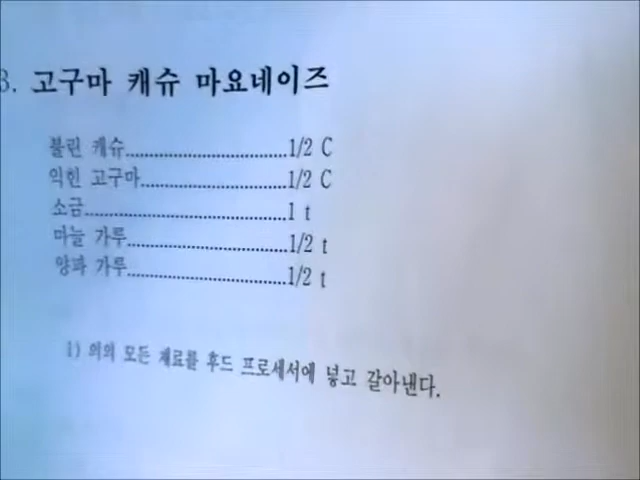 3. 고구마 캐슈 마요네이즈
불린 캐슈........................................1/2 C
익힌 고구마.....................................1/2 C
소금.................................................1 t
마늘 가루........................................1/2 t
양파 가루........................................1/2 t
1) 의의 모든 재료를 후드 프로세서에 넣고 갈아낸다.